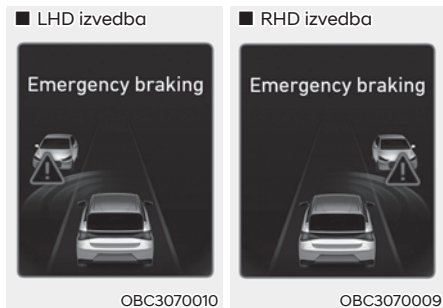 ■ LHD izvedba
Emergency braking
OBC3070010
■ RHD izvedba
Emergency braking
OBC3070009